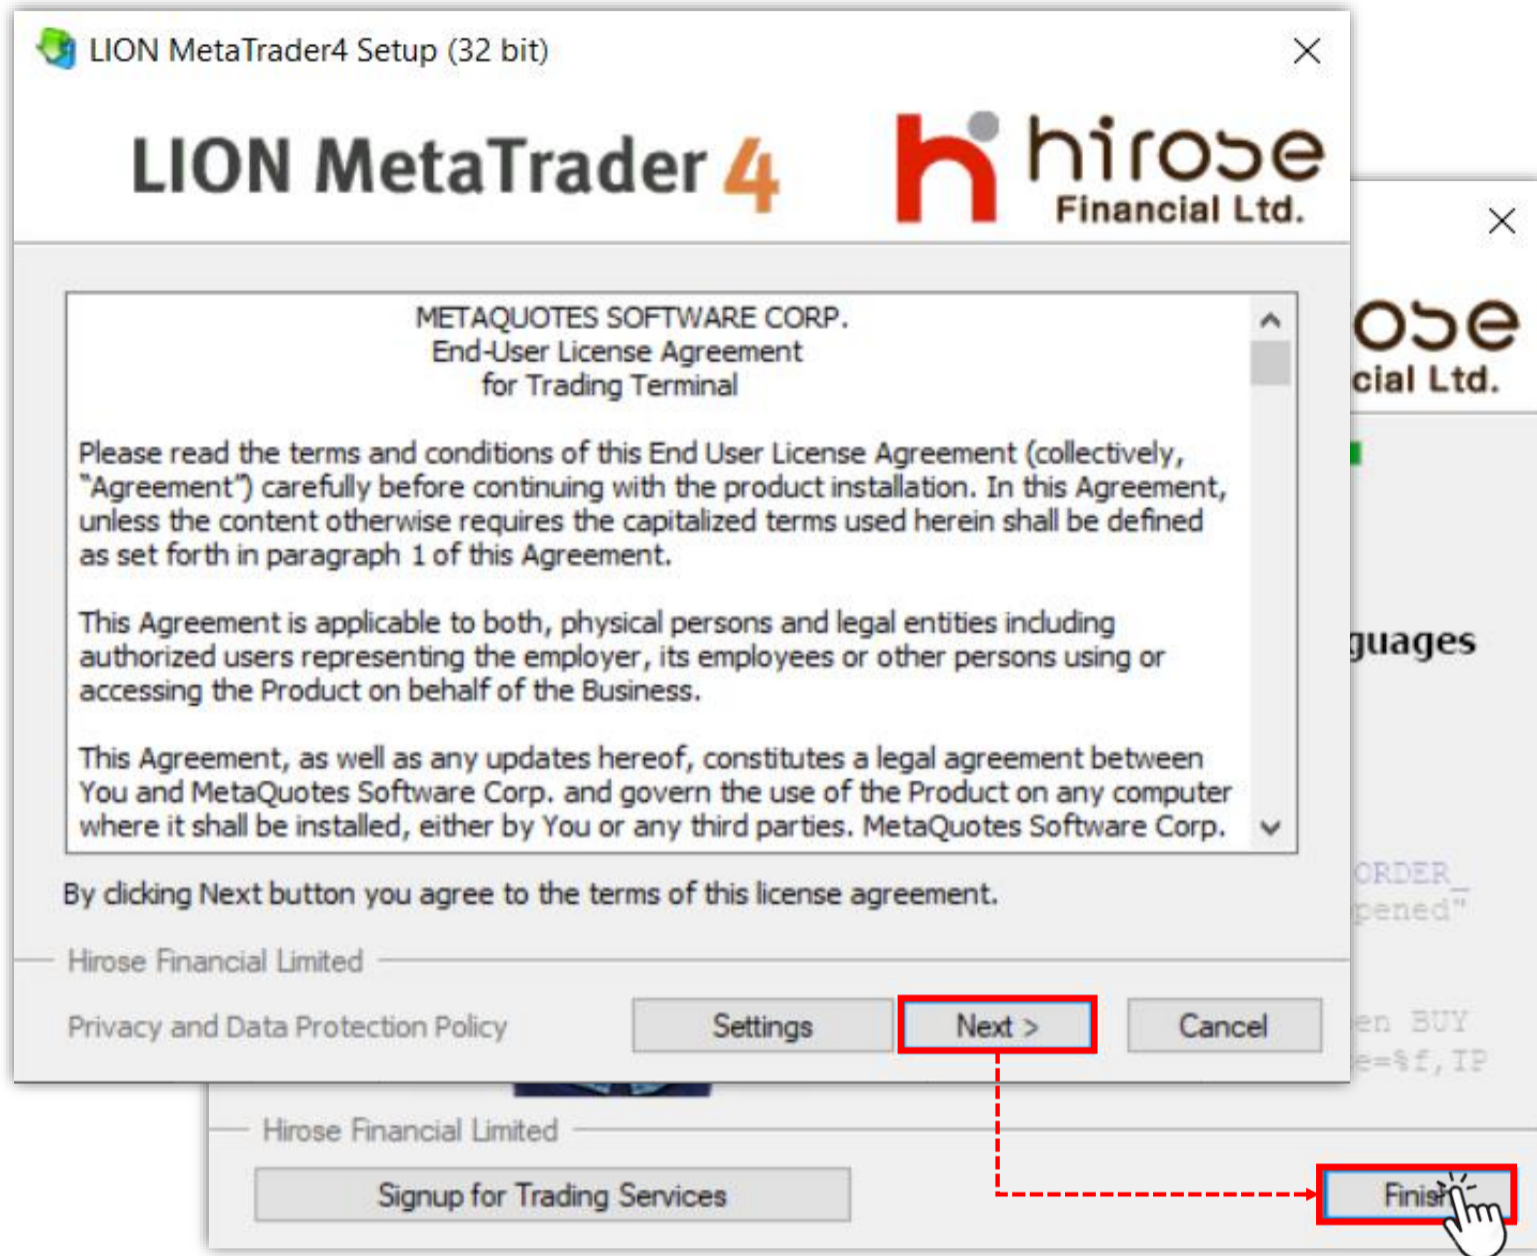 LION MetaTrader4 Setup (32 bit)
LION MetaTrader 4
hirose
Financial Ltd.
METAQUOTES SOFTWARE CORP.
End-User License Agreement
for Trading Terminal
Please read the terms and conditions of this End User License Agreement (collectively,
“Agreement”) carefully before continuing with the product installation. In this Agreement,
unless the content otherwise requires the capitalized terms used herein shall be defined
as set forth in paragraph 1 of this Agreement.
This Agreement is applicable to both, physical persons and legal entities including
authorized users representing the employer, its employees or other persons using or
accessing the Product on behalf of the Business.
This Agreement, as well as any updates hereof, constitutes a legal agreement between
You and MetaQuotes Software Corp. and govern the use of the Product on any computer
where it shall be installed, either by You or any third parties. MetaQuotes Software Corp.
By clicking Next button you agree to the terms of this license agreement.
Hirose Financial Limited
Privacy and Data Protection Policy
Settings
Next >
Cancel
ose
cial Ltd.
guages
ORDER_
pened"
en BUY
e=%f,TP
Hirose Financial Limited
Signup for Trading Services
Finish